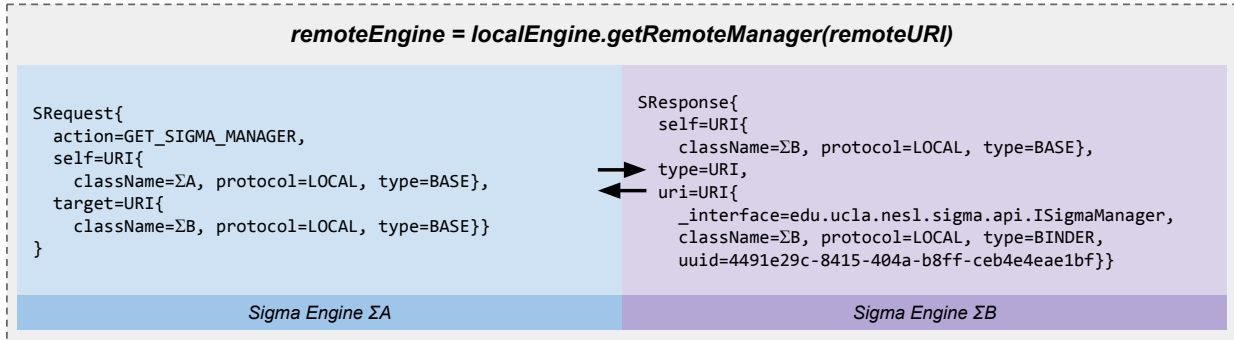 remoteEngine = localEngine.getRemoteManager(remoteURI)
SRequest{
  action=GET_SIGMA_MANAGER,
  self=URI{
    className=ΣA, protocol=LOCAL, type=BASE},
  target=URI{
    className=ΣB, protocol=LOCAL, type=BASE}}
}
Sigma Engine ΣA
SResponse{
  self=URI{
    className=ΣB, protocol=LOCAL, type=BASE},
  type=URI,
  uri=URI{
    _interface=edu.ucla.nesl.sigma.api.ISigmaManager,
    className=ΣB, protocol=LOCAL, type=BINDER,
    uuid=4491e29c-8415-404a-b8ff-ceb4e4eae1bf}}
Sigma Engine ΣB